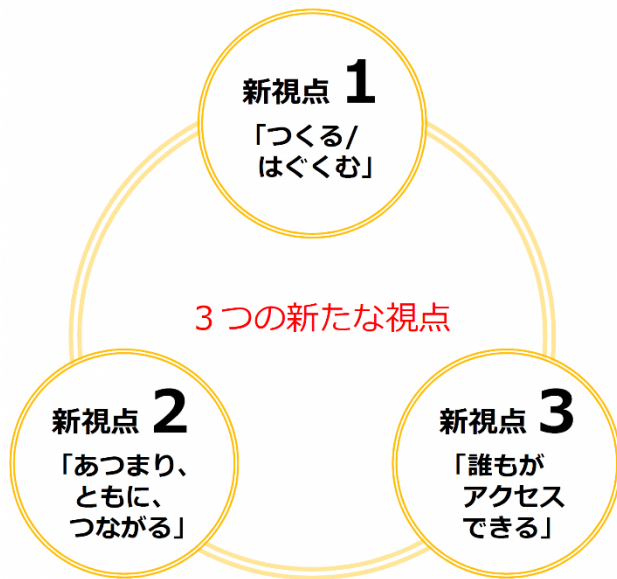 新視点 1
「つくる/
はぐくむ」
3つの新たな視点
新視点 2
「あつまり、
ともに、
つながる」
新視点 3
「誰もが
アクセス
できる」